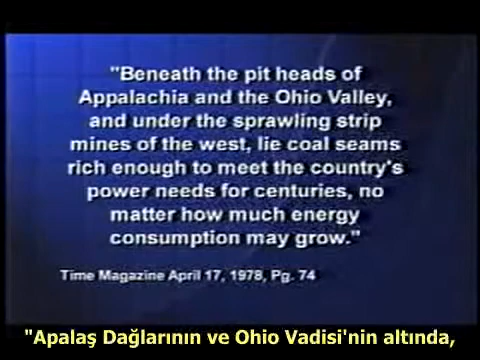 "Beneath the pit heads of
Appalachia and the Ohio Valley,
and under the sprawling strip
mines of the west, lie coal seams
rich enough to meet the country's
power needs for centuries, no
matter how much energy
consumption may grow."
Time Magazine April 17, 1978, Pg. 74
"Apalaş Dağlarının ve Ohio Vadisi'nin altında,